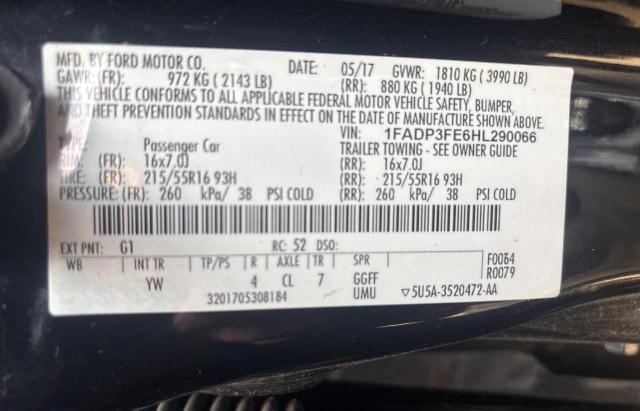 MFD. BY FORD MOTOR CO. DATE: 05/17 GVWR: 1810 KG (3990 LB)
GAWR: (FR): 972 KG (2143 LB) (RR): 880 KG (1940 LB)
THIS VEHICLE CONFORMS TO ALL APPLICABLE FEDERAL MOTOR VEHICLE SAFETY, BUMPER,
AND THEFT PREVENTION STANDARDS IN EFFECT ON THE DATE OF MANUFACTURE SHOWN ABOVE.
VIN: 1FADP3FE6HL290066
TYPE: Passenger Car TRAILER TOWING - SEE OWNER GUIDE
RIM: (FR): 16x7.0J (RR): 16x7.0J
TIRE: (FR): 215/55R16 93H (RR): 215/55R16 93H
PRESSURE: (FR): 260 kPa/ 38 PSI COLD (RR): 260 kPa/ 38 PSI COLD
EXT PNT: G1 RC: 52 DSO: F0064
WB INT TR TP/PS R AXLE TR SPR R0079
YW 4 CL 7 GGFF
3201705308184 UMU ▽5U5A-3520472-AA